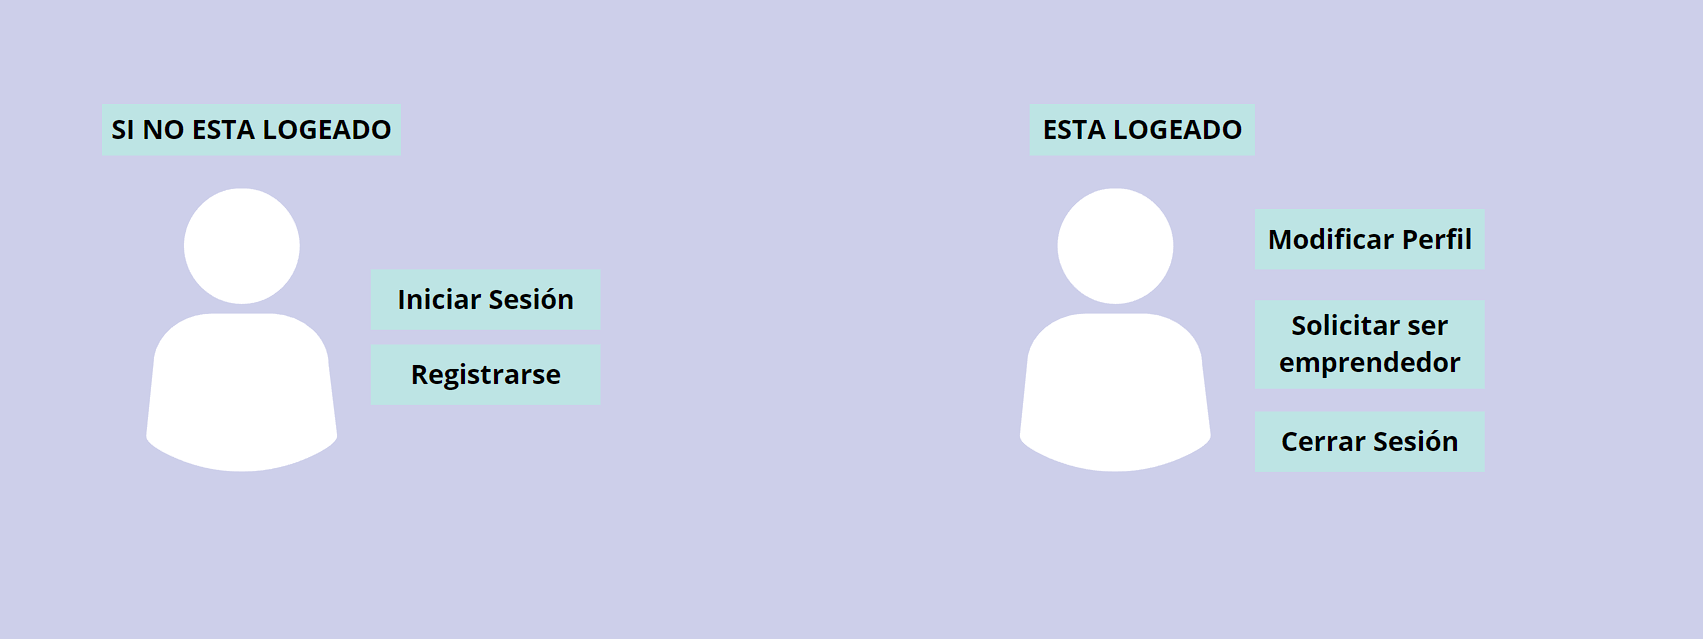 SI NO ESTA LOGEADO
Iniciar Sesión
Registrarse
ESTA LOGEADO
Modificar Perfil
Solicitar ser
emprendedor
Cerrar Sesión